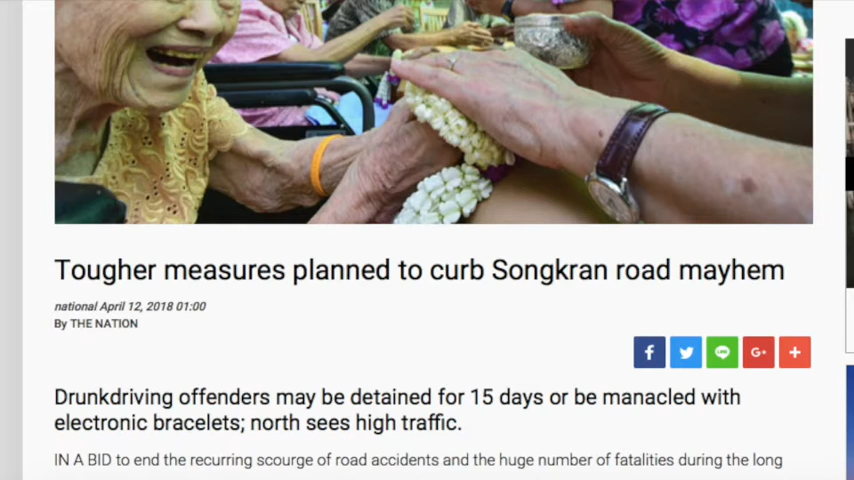 Tougher measures planned to curb Songkran road mayhem
national April 12, 2018 01:00
By THE NATION
f
LINE
G+
+
Drunkdriving offenders may be detained for 15 days or be manacled with
electronic bracelets; north sees high traffic.
IN A BID to end the recurring scourge of road accidents and the huge number of fatalities during the long